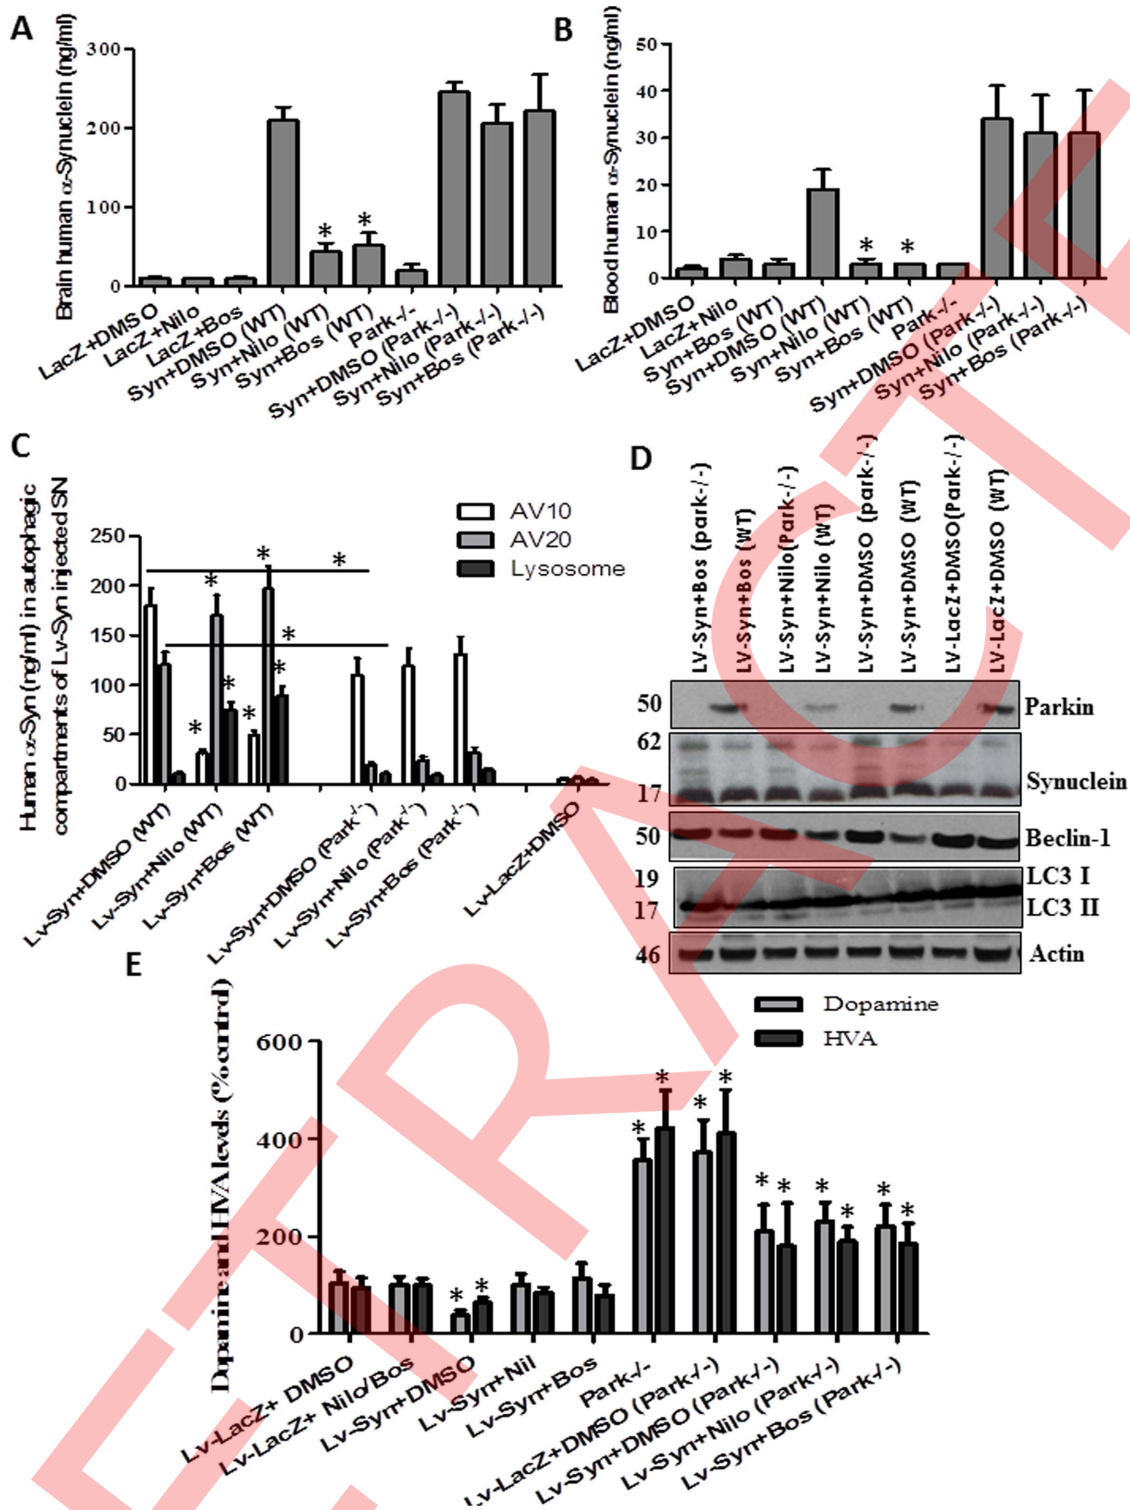 A
Brain human α-Synuclein (ng/ml)
300
200
100
0
*
*
LacZ+DMSO
LacZ+Nilo
LacZ+Bos
Syn+DMSO (WT)
Syn+Nilo (WT)
Syn+Bos (WT)
Park-/-
Syn+DMSO (Park-/-)
Syn+Nilo (Park-/-)
Syn+Bos (Park-/-)
B
Blood human α-Synuclein (ng/ml)
50
40
30
20
10
0
*
*
LacZ+DMSO
LacZ+Nilo
Syn+Bos (WT)
Syn+DMSO (WT)
Syn+Nilo (WT)
Syn+Bos (WT)
Park-/-
Syn+DMSO (Park-/-)
Syn+Nilo (Park-/-)
Syn+Bos (Park-/-)
C
Human α-Syn (ng/ml) in autophagic
compartments of Lv-Syn injected SN
AV10
AV20
Lysosome
250
200
150
100
50
0
*
*
*
*
*
*
*
*
Lv-Syn+DMSO (WT)
Lv-Syn+Nilo (WT)
Lv-Syn+Bos (WT)
Lv-Syn+DMSO (Park-/-)
Lv-Syn+Nilo (Park-/-)
Lv-Syn+Bos (Park-/-)
Lv-LacZ+DMSO
D
LV-Syn+Bos (park-/-)
LV-Syn+Bos (WT)
LV-Syn+Nilo(Park-/-)
LV-Syn+Nilo (WT)
LV-Syn+DMSO (park-/-)
LV-Syn+DMSO (WT)
LV-LacZ+DMSO(Park-/-)
LV-LacZ+DMSO (WT)
50
Parkin
62
17
Synuclein
50
Beclin-1
19
LC3 I
17
LC3 II
46
Actin
E
Dopamine and HVA levels (% control)
Dopamine
HVA
600
400
200
0
*
*
*
*
*
*
*
*
*
*
*
*
Lv-LacZ+ DMSO
Lv-LacZ+ Nilo/Bos
Lv-Syn+DMSO
Lv-Syn+Nil
Lv-Syn+Bos
Park-/-
Lv-LacZ+DMSO (Park-/-)
Lv-Syn+DMSO (Park-/-)
Lv-Syn+Nilo (Park-/-)
Lv-Syn+Bos (Park-/-)